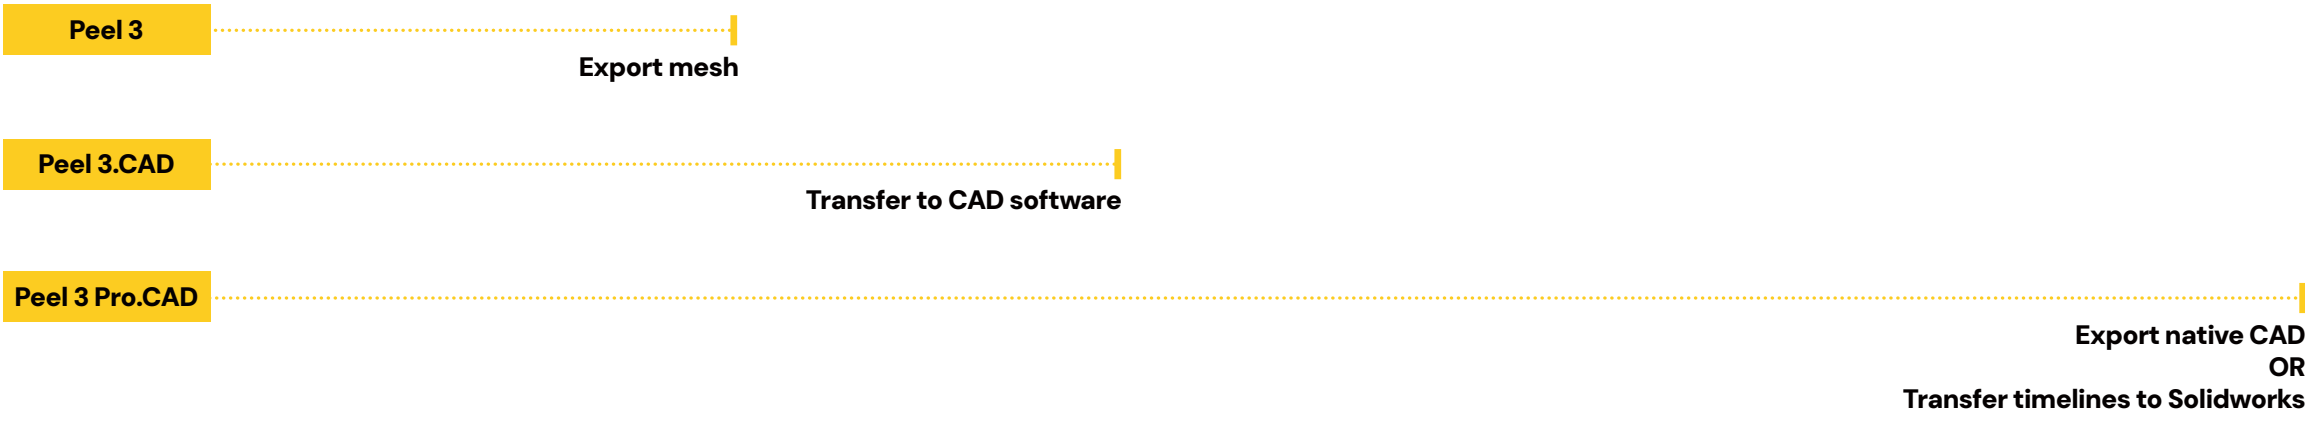 Peel 3
Export mesh
Peel 3.CAD
Transfer to CAD software
Peel 3 Pro.CAD
Export native CAD
OR
Transfer timelines to Solidworks